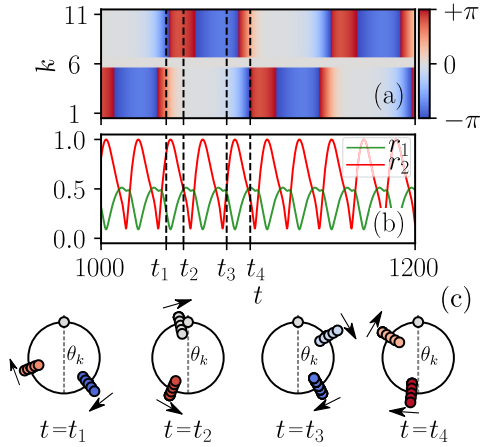 11
k
6
1
(a)
+π
0
−π
1.0
0.5
0.0
r₁
r₂
(b)
1000
t₁
t₂
t₃
t₄
1200
t
(c)
θₖ
θₖ
θₖ
θₖ
t=t₁
t=t₂
t=t₃
t=t₄